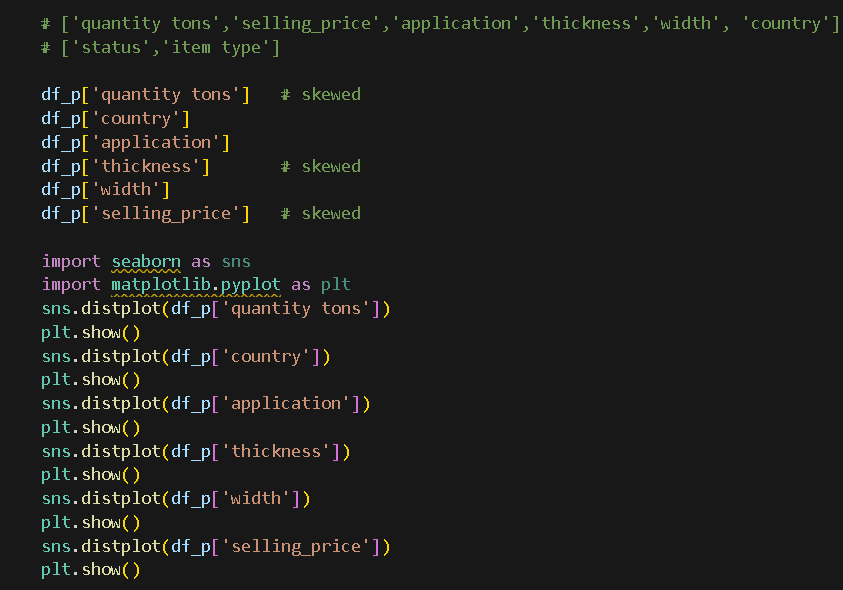 # ['quantity tons','selling_price','application','thickness','width', 'country']
# ['status','item type']
df_p['quantity tons']   # skewed
df_p['country']
df_p['application']
df_p['thickness']       # skewed
df_p['width']
df_p['selling_price']   # skewed
import seaborn as sns
import matplotlib.pyplot as plt
sns.distplot(df_p['quantity tons'])
plt.show()
sns.distplot(df_p['country'])
plt.show()
sns.distplot(df_p['application'])
plt.show()
sns.distplot(df_p['thickness'])
plt.show()
sns.distplot(df_p['width'])
plt.show()
sns.distplot(df_p['selling_price'])
plt.show()